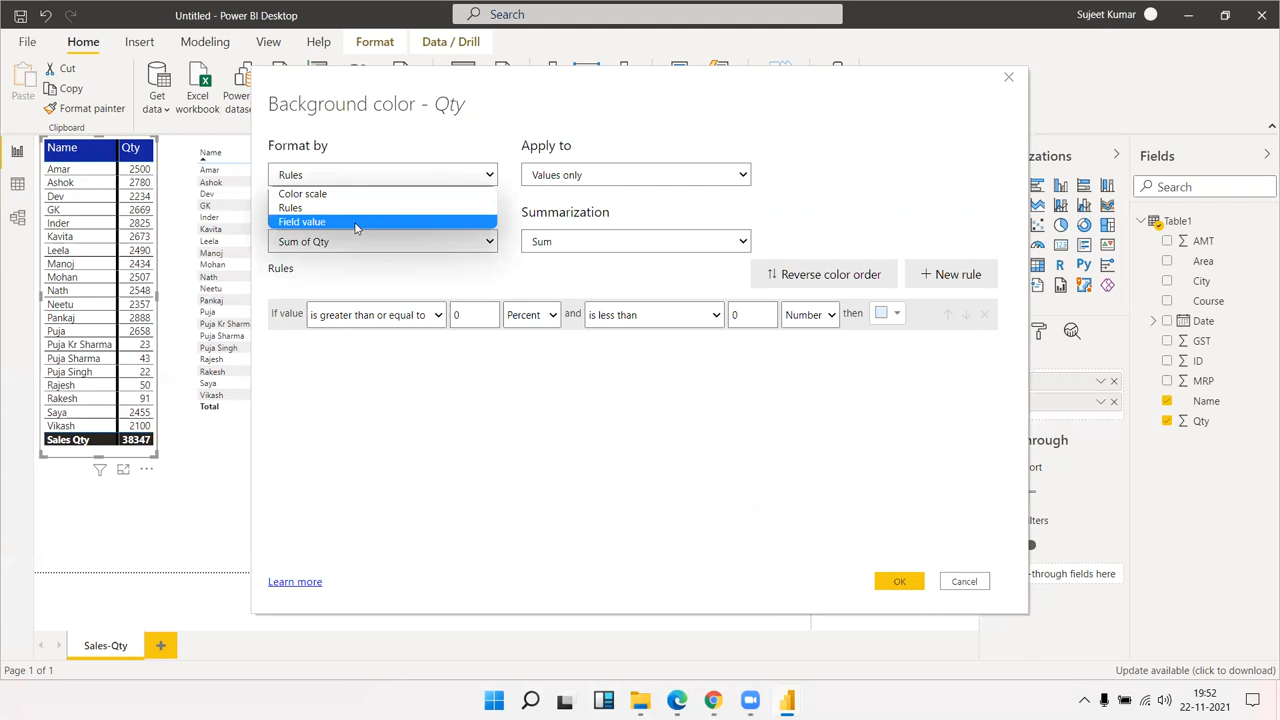 Untitled - Power BI Desktop
Search
Sujeet Kumar
File
Home
Insert
Modeling
View
Help
Format
Data / Drill
Paste
Cut
Copy
Format painter
Clipboard
Get data
Excel workbook
Background color - Qty
Format by
Rules
Color scale
Rules
Field value
Sum of Qty
Apply to
Values only
Summarization
Sum
Rules
Reverse color order
New rule
If value
is greater than or equal to
0
Percent
and
is less than
0
Number
then
Learn more
OK
Cancel
Name Qty
Amar 2500
Ashok 2780
Dev 2234
GK 2669
Inder 2825
Kavita 2673
Leela 2490
Manoj 2434
Mohan 2507
Nath 2548
Neetu 2357
Pankaj 2888
Puja 2658
Puja Kr Sharma 23
Puja Sharma 43
Puja Singh 22
Rajesh 50
Rakesh 91
Saya 2455
Vikash 2100
Sales Qty 38347
Name
Amar
Ashok
Dev
GK
Inder
Kavita
Leela
Manoj
Mohan
Nath
Neetu
Pankaj
Puja
Puja Kr Sharm
Puja Sharma
Puja Singh
Rajesh
Rakesh
Saya
Vikash
Total
Fields
Search
Table1
AMT
Area
City
Course
Date
GST
ID
MRP
Name
Qty
Sales-Qty
Page 1 of 1
Update available (click to download)
19:52
22-11-2021